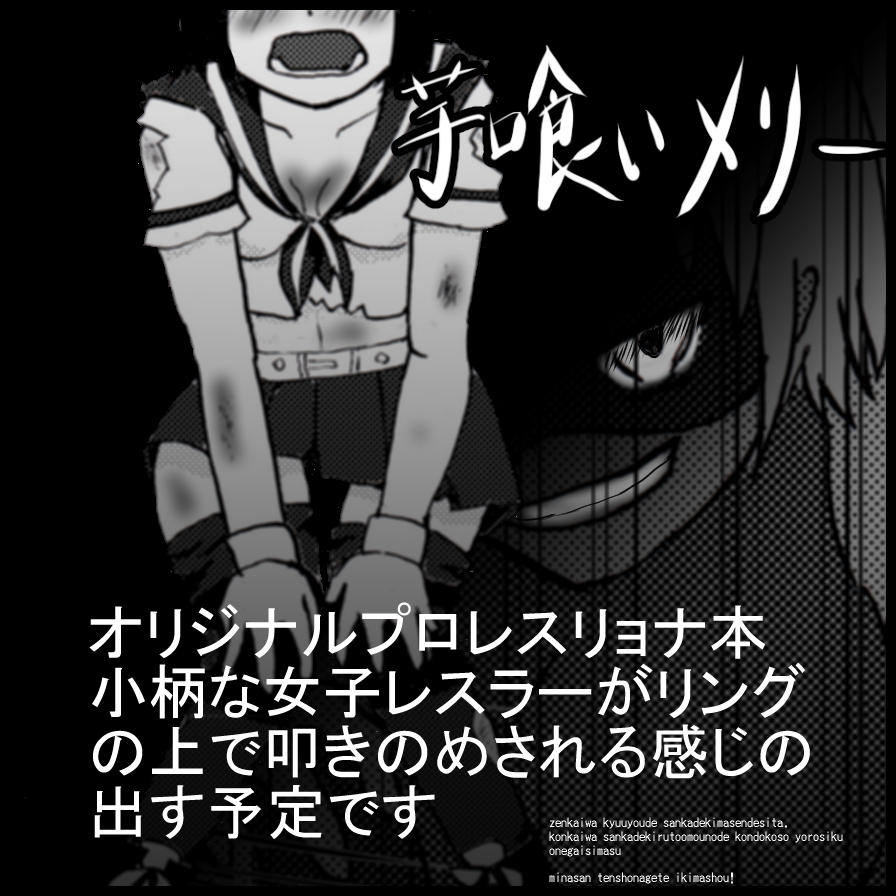 芋喰いメリー
オリジナルプロレスリョナ本
小柄な女子レスラーがリング
の上で叩きのめされる感じの
出す予定です
zenkaiwa kyuuyoude sankadekimasendesita.
konkaiwa sankadekirutoomounode kondokoso yorosiku
onegaisimasu
minasan tenshonagete ikimashou!